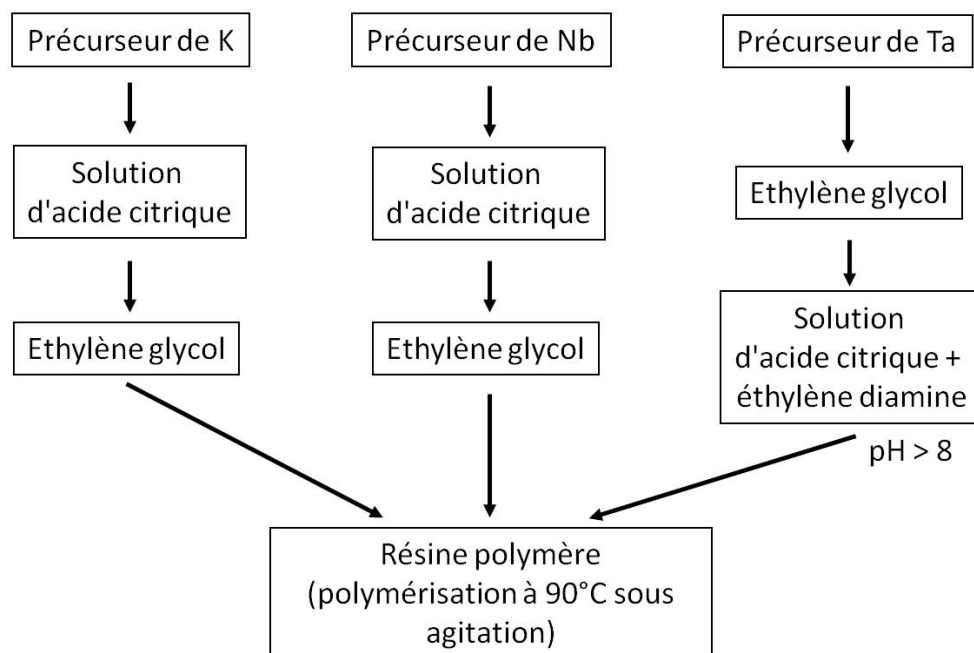 Précurseur de K
Précurseur de Nb
Précurseur de Ta
Solution
d'acide citrique
Solution
d'acide citrique
Ethylène glycol
Ethylène glycol
Ethylène glycol
Solution
d'acide citrique +
éthylène diamine
pH > 8
Résine polymère
(polymérisation à 90°C sous
agitation)